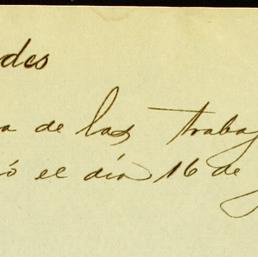 des
a de las trabaj
ó el día 16 de